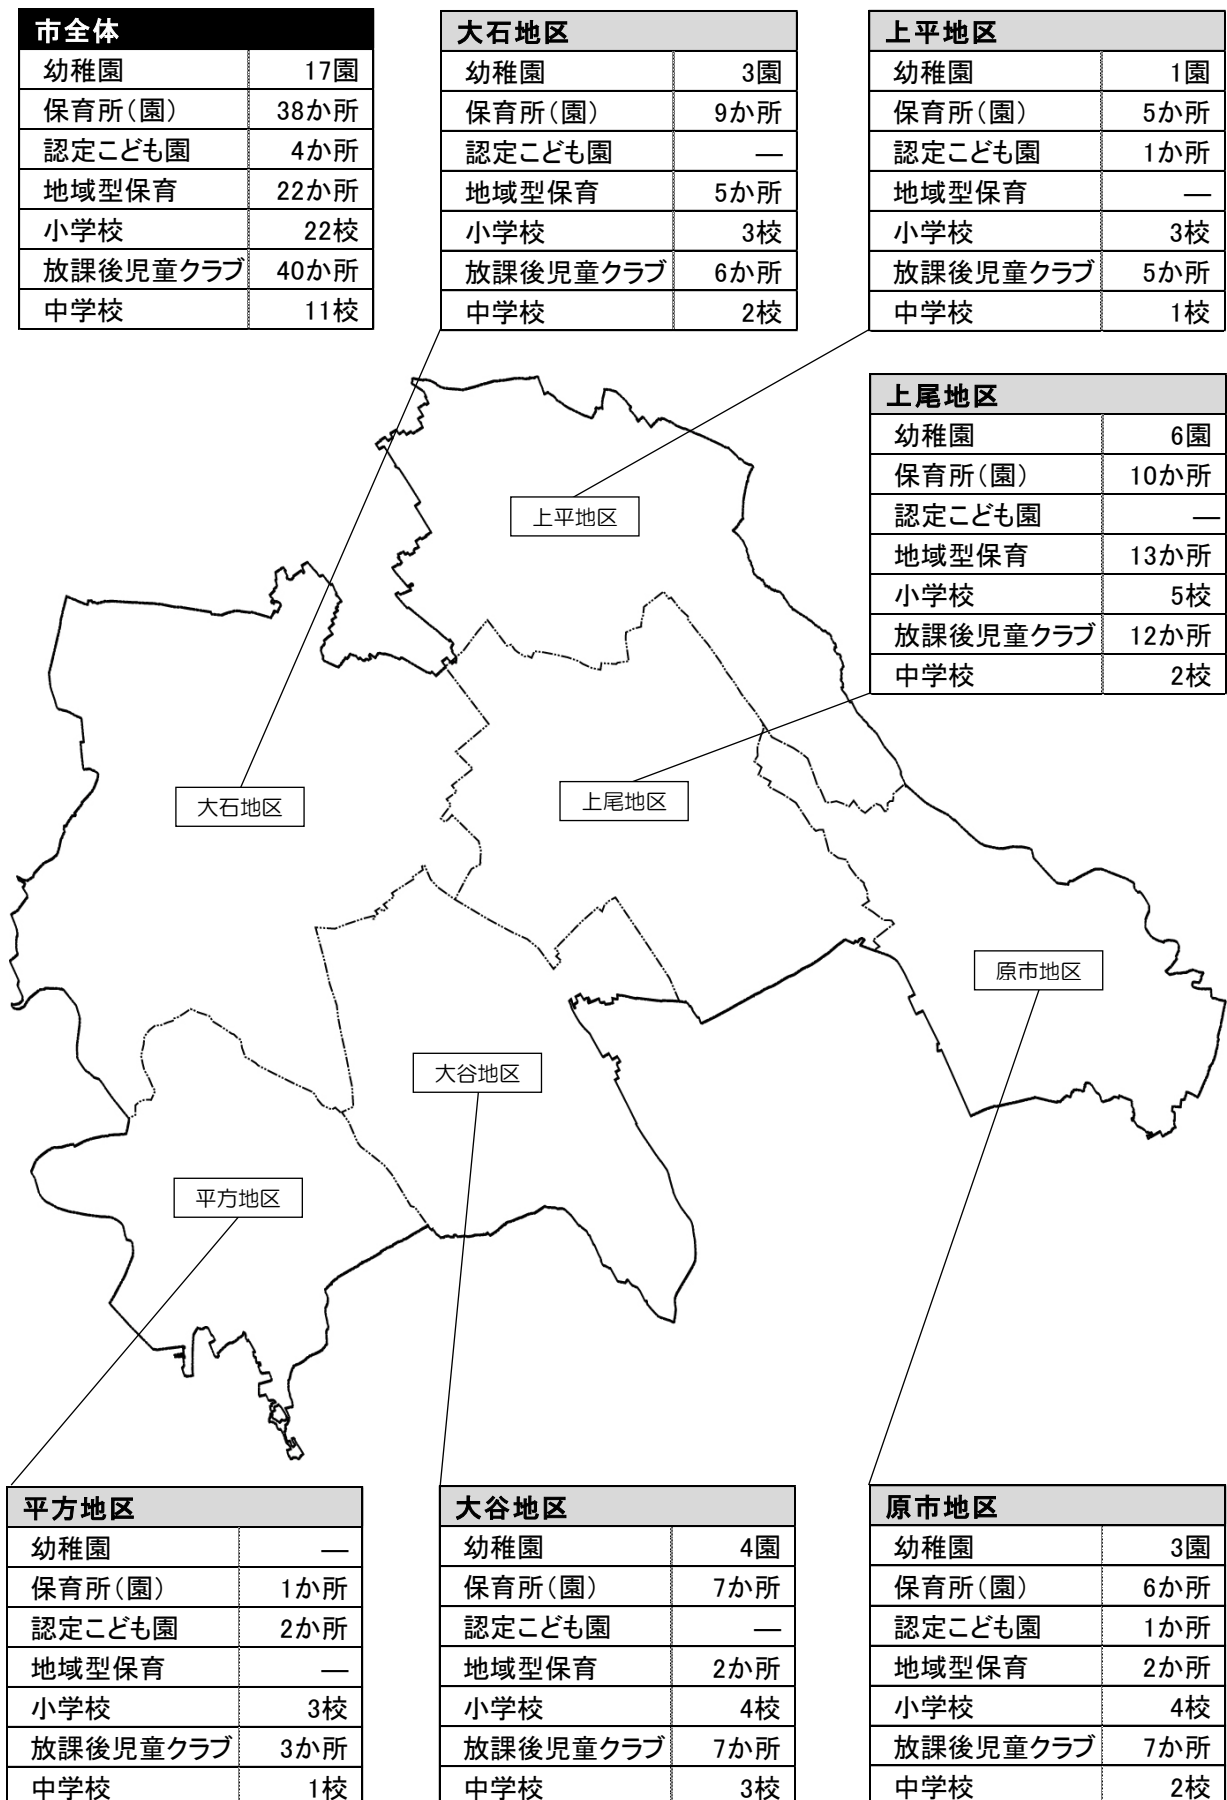 市全体
幼稚園 17園
保育所(園) 38か所
認定こども園 4か所
地域型保育 22か所
小学校 22校
放課後児童クラブ 40か所
中学校 11校
大石地区
幼稚園 3園
保育所(園) 9か所
認定こども園 ―
地域型保育 5か所
小学校 3校
放課後児童クラブ 6か所
中学校 2校
上平地区
幼稚園 1園
保育所(園) 5か所
認定こども園 1か所
地域型保育 ―
小学校 3校
放課後児童クラブ 5か所
中学校 1校
上尾地区
幼稚園 6園
保育所(園) 10か所
認定こども園 ―
地域型保育 13か所
小学校 5校
放課後児童クラブ 12か所
中学校 2校
上平地区
大石地区
上尾地区
原市地区
大谷地区
平方地区
平方地区
幼稚園 ―
保育所(園) 1か所
認定こども園 2か所
地域型保育 ―
小学校 3校
放課後児童クラブ 3か所
中学校 1校
大谷地区
幼稚園 4園
保育所(園) 7か所
認定こども園 ―
地域型保育 2か所
小学校 4校
放課後児童クラブ 7か所
中学校 3校
原市地区
幼稚園 3園
保育所(園) 6か所
認定こども園 1か所
地域型保育 2か所
小学校 4校
放課後児童クラブ 7か所
中学校 2校